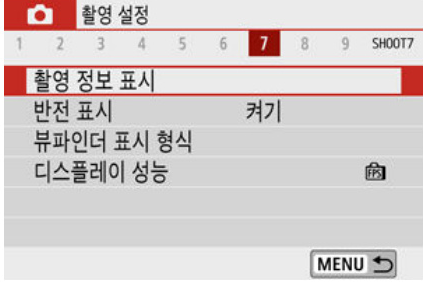 촬영 설정
1 2 3 4 5 6 7 8 9 SHOOT7
촬영 정보 표시
반전 표시 켜기
뷰파인더 표시 형식
디스플레이 성능 FPS
MENU